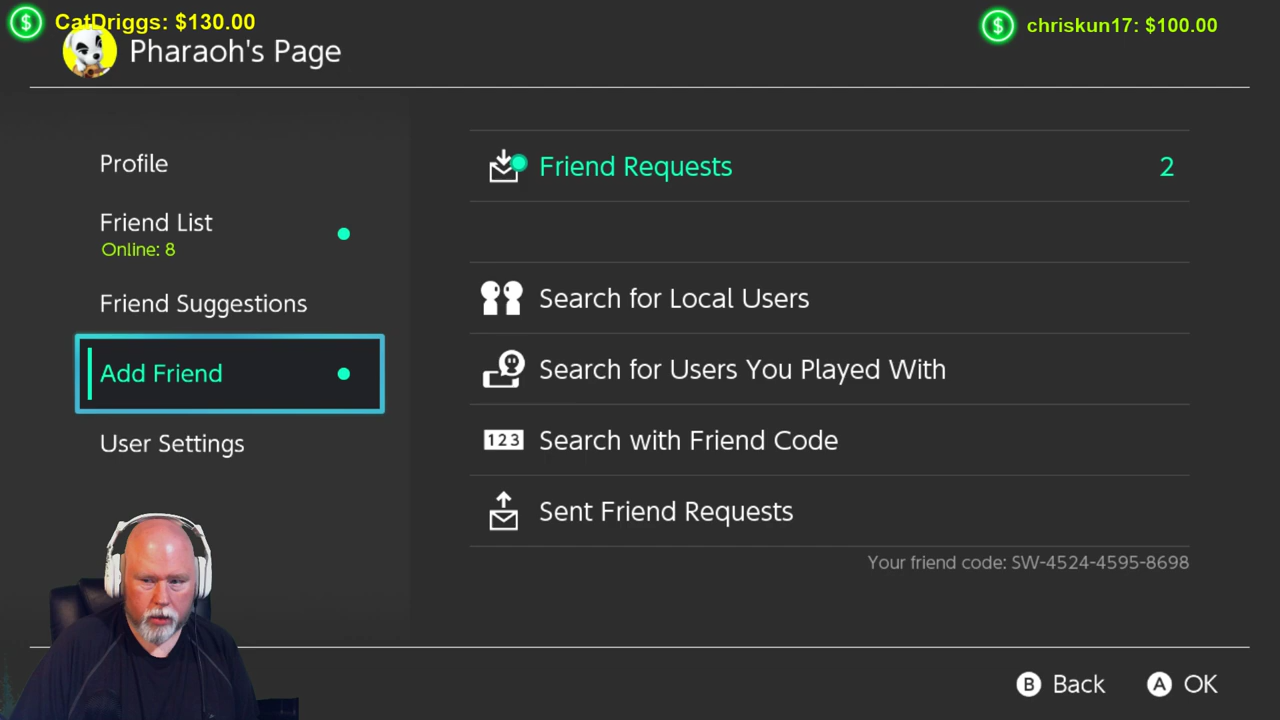 CatDriggs: $130.00
chriskun17: $100.00
Pharaoh's Page
Profile
Friend List
Online: 8
Friend Suggestions
Add Friend
User Settings
Friend Requests 2
Search for Local Users
Search for Users You Played With
123 Search with Friend Code
Sent Friend Requests
Your friend code: SW-4524-4595-8698
B Back A OK